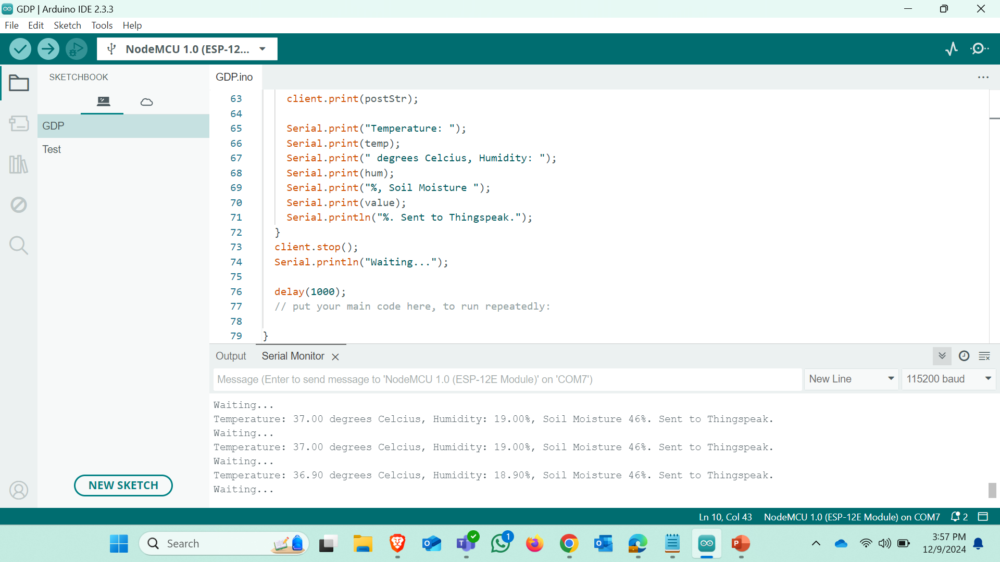 GDP | Arduino IDE 2.3.3
File Edit Sketch Tools Help
NodeMCU 1.0 (ESP-12...
SKETCHBOOK
GDP
Test
NEW SKETCH
GDP.ino
63 client.print(postStr);
64
65 Serial.print("Temperature: ");
66 Serial.print(temp);
67 Serial.print(" degrees Celcius, Humidity: ");
68 Serial.print(hum);
69 Serial.print("%, Soil Moisture ");
70 Serial.print(value);
71 Serial.println("%. Sent to Thingspeak.");
72 }
73 client.stop();
74 Serial.println("Waiting...");
75
76 delay(1000);
77 // put your main code here, to run repeatedly:
78
79 }
Output Serial Monitor
Message (Enter to send message to 'NodeMCU 1.0 (ESP-12E Module)' on 'COM7') New Line 115200 baud
Waiting...
Temperature: 37.00 degrees Celcius, Humidity: 19.00%, Soil Moisture 46%. Sent to Thingspeak.
Waiting...
Temperature: 37.00 degrees Celcius, Humidity: 19.00%, Soil Moisture 46%. Sent to Thingspeak.
Waiting...
Temperature: 36.90 degrees Celcius, Humidity: 18.90%, Soil Moisture 46%. Sent to Thingspeak.
Waiting...
Ln 10, Col 43 NodeMCU 1.0 (ESP-12E Module) on COM7 2
Search 1 3:57 PM
12/9/2024